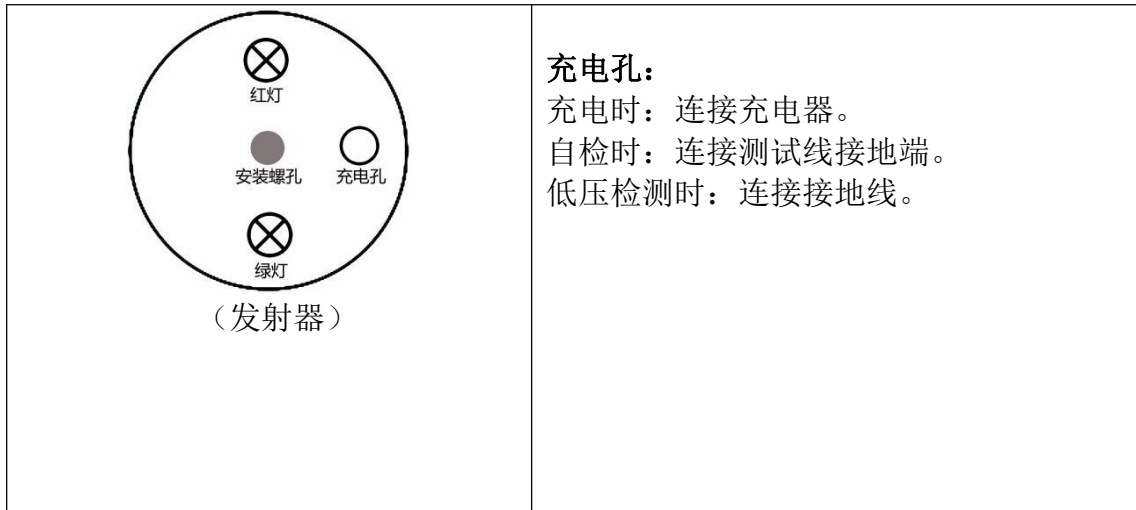 红灯
安装螺孔
充电孔
绿灯
（发射器）
充电孔：
充电时：连接充电器。
自检时：连接测试线接地端。
低压检测时：连接接地线。